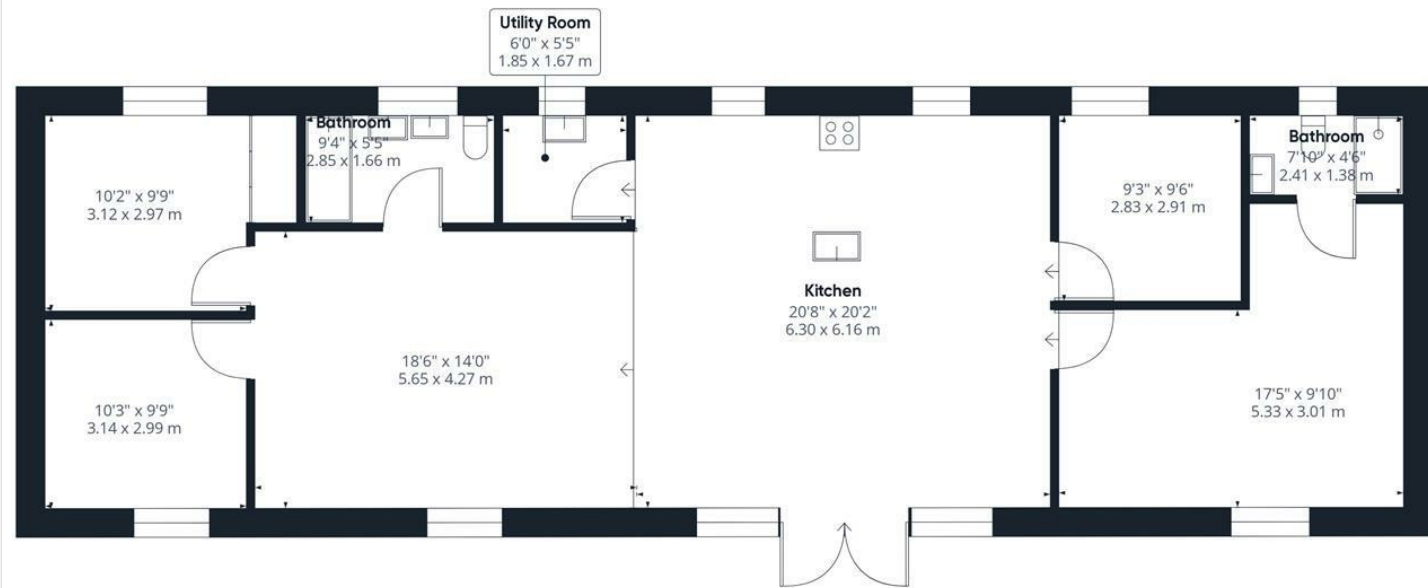 Utility Room
6'0" x 5'5"
1.85 x 1.67 m
Bathroom
9'4" x 5'5"
2.85 x 1.66 m
Bathroom
7'10" x 4'6"
2.41 x 1.38 m
10'2" x 9'9"
3.12 x 2.97 m
9'3" x 9'6"
2.83 x 2.91 m
Kitchen
20'8" x 20'2"
6.30 x 6.16 m
18'6" x 14'0"
5.65 x 4.27 m
10'3" x 9'9"
3.14 x 2.99 m
17'5" x 9'10"
5.33 x 3.01 m